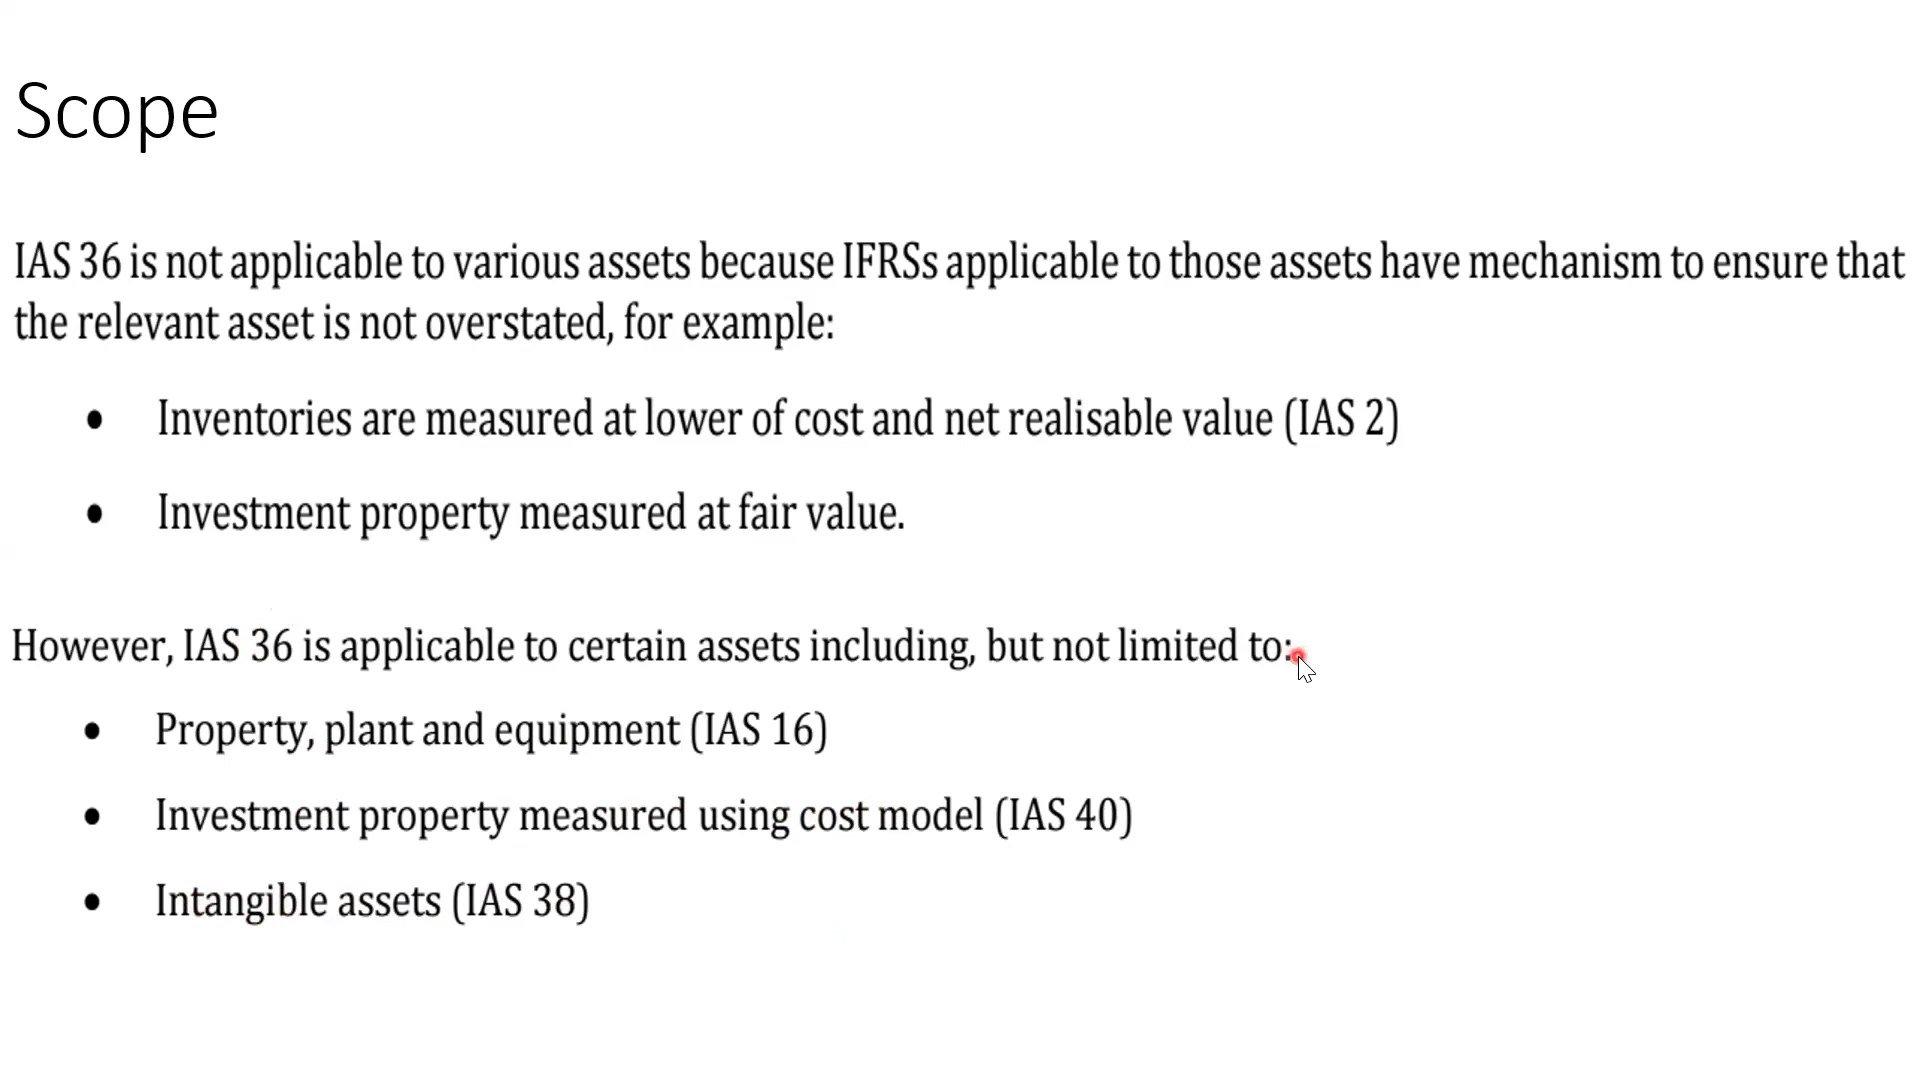 Scope
IAS 36 is not applicable to various assets because IFRSs applicable to those assets have mechanism to ensure that
the relevant asset is not overstated, for example:
• Inventories are measured at lower of cost and net realisable value (IAS 2)
• Investment property measured at fair value.
However, IAS 36 is applicable to certain assets including, but not limited to:
• Property, plant and equipment (IAS 16)
• Investment property measured using cost model (IAS 40)
• Intangible assets (IAS 38)